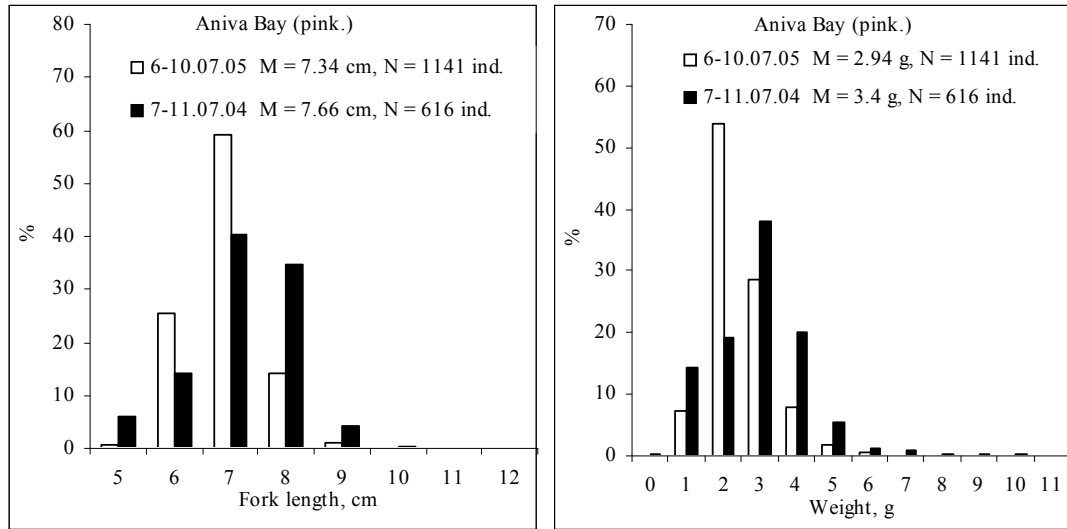 Aniva Bay (pink.)
6-10.07.05 M = 7.34 cm, N = 1141 ind.
7-11.07.04 M = 7.66 cm, N = 616 ind.
80
70
60
50
40
30
20
10
0
%
5 6 7 8 9 10 11 12
Fork length, cm
Aniva Bay (pink.)
6-10.07.05 M = 2.94 g, N = 1141 ind.
7-11.07.04 M = 3.4 g, N = 616 ind.
70
60
50
40
30
20
10
0
%
0 1 2 3 4 5 6 7 8 9 10 11
Weight, g